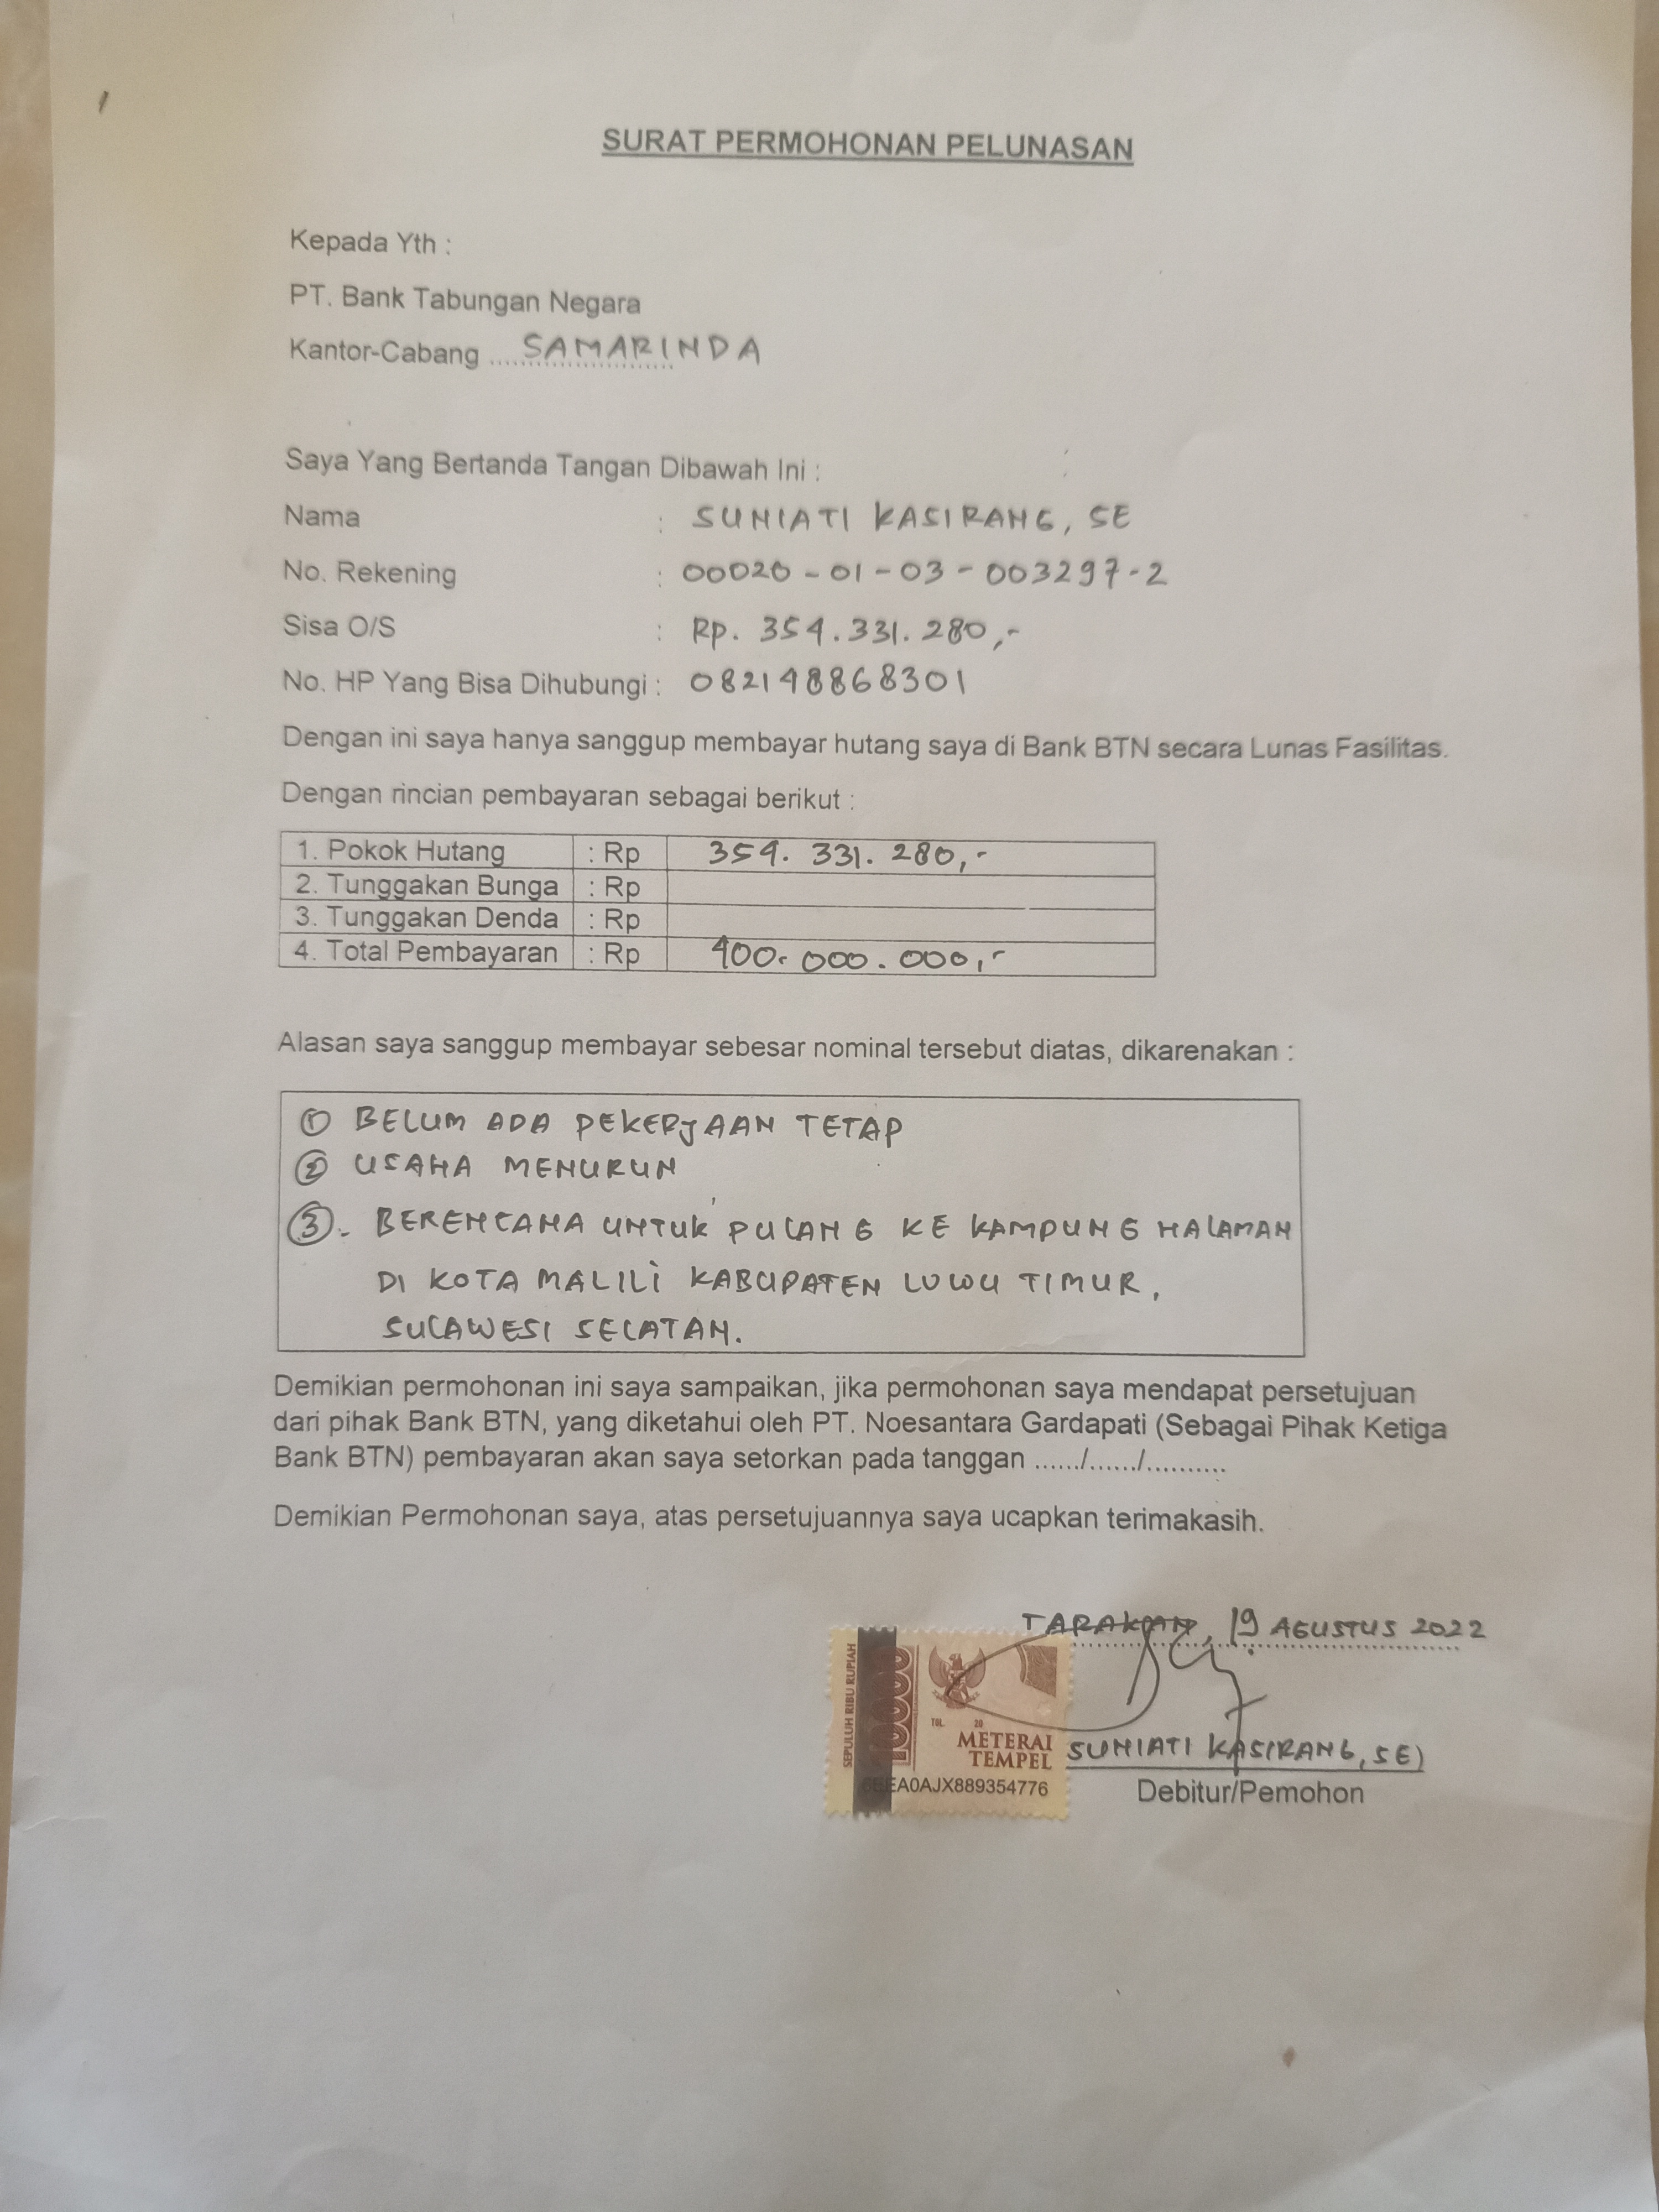 SURAT PERMOHONAN PELUNASAN
Kepada Yth :
PT. Bank Tabungan Negara
Kantor-Cabang ..... SAMARINDA
Saya Yang Bertanda Tangan Dibawah Ini :
Nama : SUNIATI KASIRANG, SE
No. Rekening : 00020-01-03-003297-2
Sisa O/S : Rp. 354.331.280,-
No. HP Yang Bisa Dihubungi : 082148868301
Dengan ini saya hanya sanggup membayar hutang saya di Bank BTN secara Lunas Fasilitas.
Dengan rincian pembayaran sebagai berikut :
1. Pokok Hutang : Rp 354.331.280,-
2. Tunggakan Bunga : Rp
3. Tunggakan Denda : Rp
4. Total Pembayaran : Rp 400.000.000,-
Alasan saya sanggup membayar sebesar nominal tersebut diatas, dikarenakan :
① BELUM ADA PEKERJAAN TETAP
② USAHA MENURUN
③. BERENCANA UNTUK PULANG KE KAMPUNG HALAMAN
DI KOTA MALILI KABUPATEN LUWU TIMUR,
SULAWESI SELATAN.
Demikian permohonan ini saya sampaikan, jika permohonan saya mendapat persetujuan
dari pihak Bank BTN, yang diketahui oleh PT. Noesantara Gardapati (Sebagai Pihak Ketiga
Bank BTN) pembayaran akan saya setorkan pada tanggan ....../....../..........
Demikian Permohonan saya, atas persetujuannya saya ucapkan terimakasih.
TARAKAN, 19 AGUSTUS 2022
SEPULUH RIBU RUPIAH
10000
TGL. 20
METERAI
TEMPEL
EA0AJX889354776
SUNIATI KASIRANG, SE)
Debitur/Pemohon